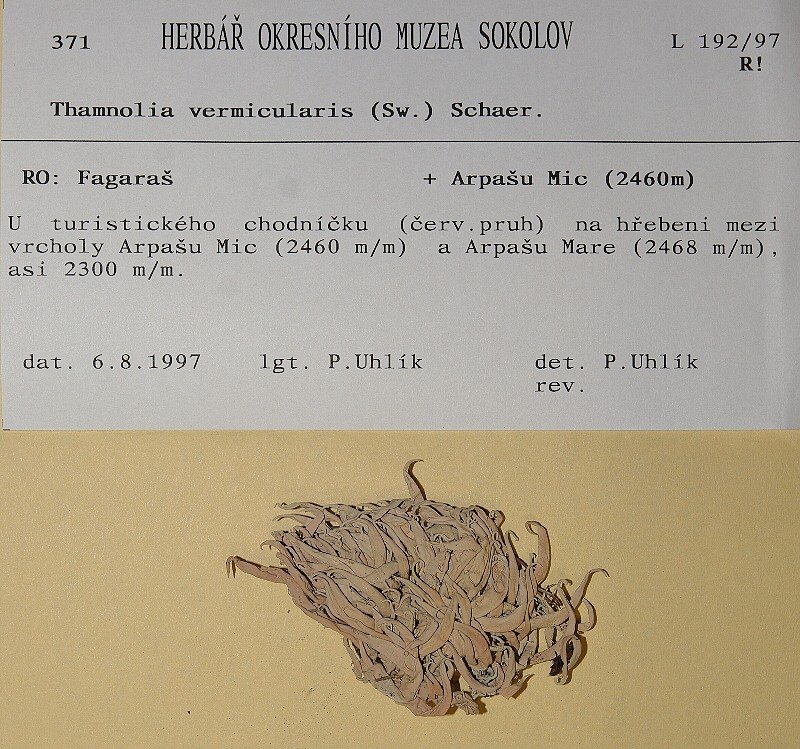 371 HERBÁŘ OKRESNÍHO MUZEA SOKOLOV L 192/97
R!
Thamnolia vermicularis (Sw.) Schaer.
RO: Fagaraš + Arpašu Mic (2460m)
U turistického chodníčku (červ.pruh) na hřebeni mezi
vrcholy Arpašu Mic (2460 m/m) a Arpašu Mare (2468 m/m),
asi 2300 m/m.
dat. 6.8.1997 lgt. P.Uhlík det. P.Uhlík
rev.